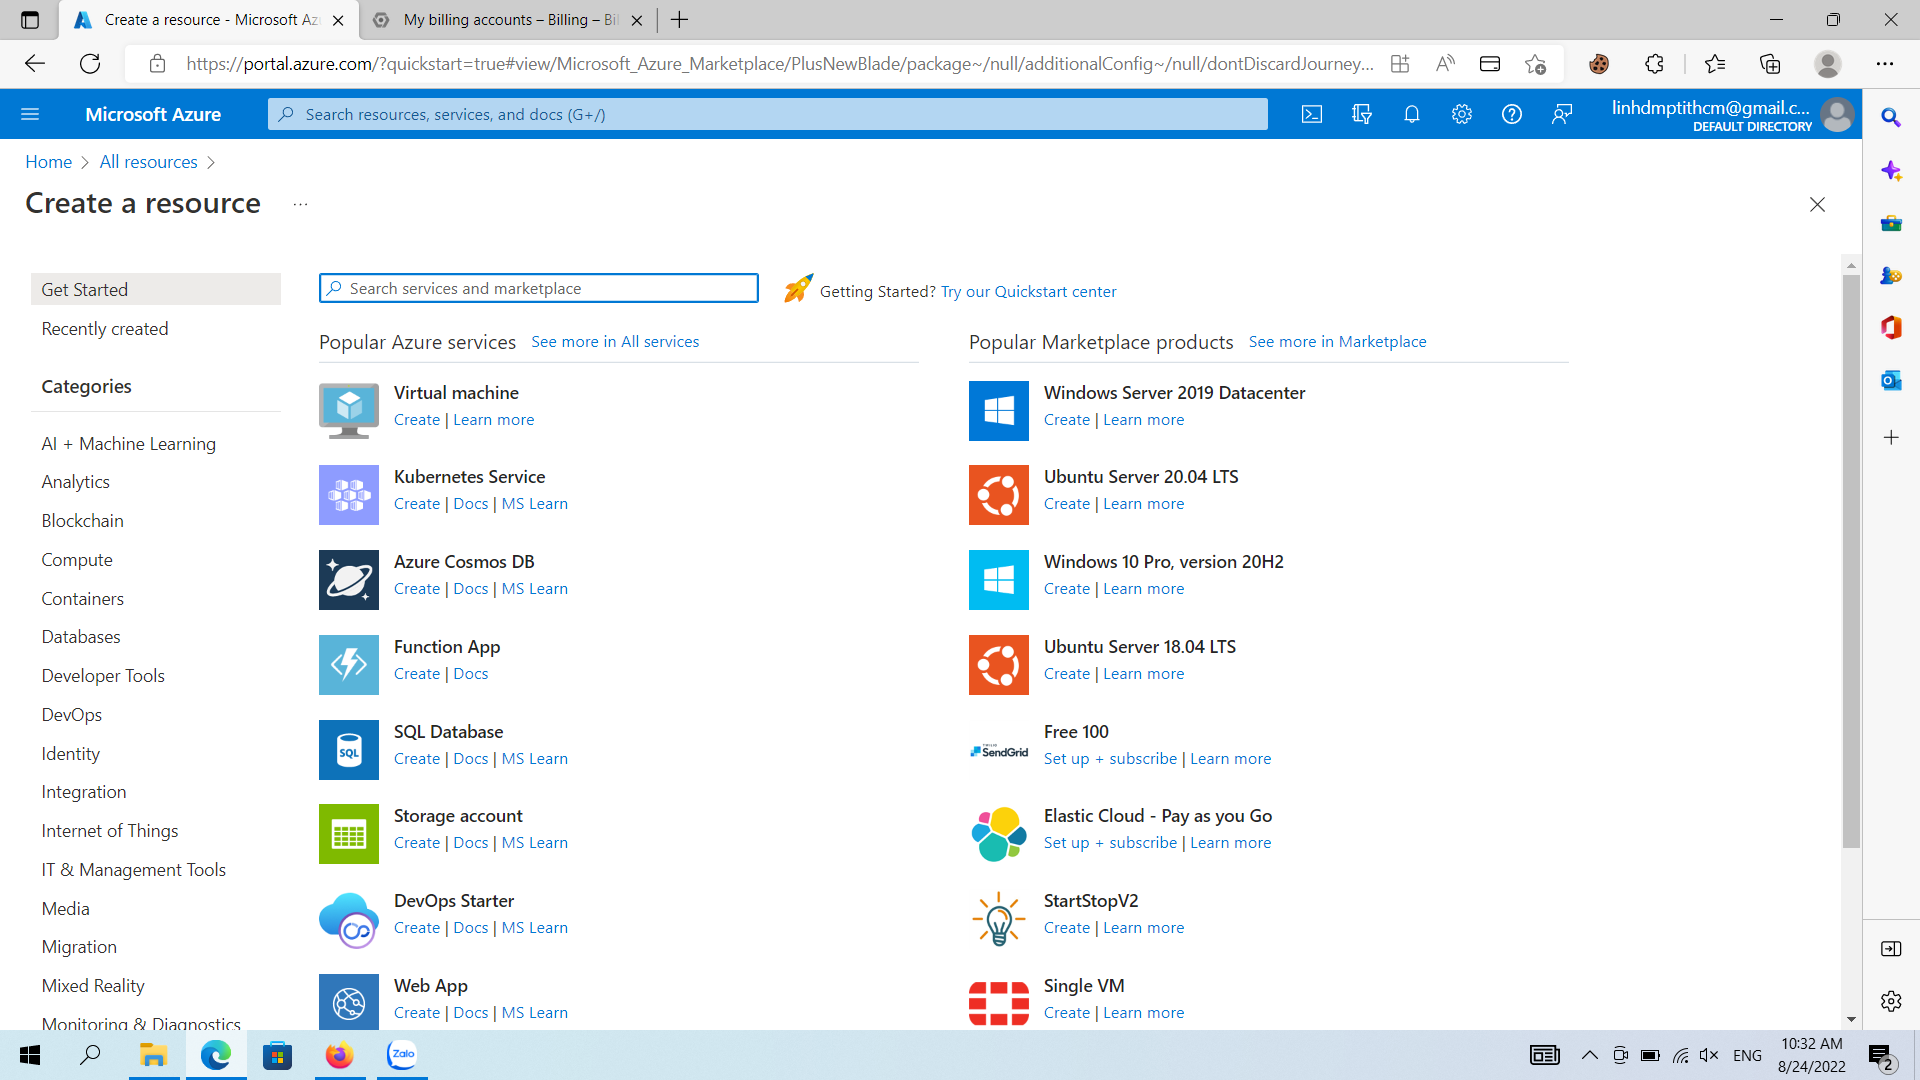 Create a resource - Microsoft Az
My billing accounts – Billing – Bil
https://portal.azure.com/?quickstart=true#view/Microsoft_Azure_Marketplace/PlusNewBlade/package~/null/additionalConfig~/null/dontDiscardJourney...
Microsoft Azure
Search resources, services, and docs (G+/)
linhdmptithcm@gmail.c...
DEFAULT DIRECTORY
Home
All resources
Create a resource
...
Get Started
Recently created
Categories
AI + Machine Learning
Analytics
Blockchain
Compute
Containers
Databases
Developer Tools
DevOps
Identity
Integration
Internet of Things
IT & Management Tools
Media
Migration
Mixed Reality
Monitoring & Diagnostics
Search services and marketplace
Getting Started? Try our Quickstart center
Popular Azure services See more in All services
Virtual machine
Create | Learn more
Kubernetes Service
Create | Docs | MS Learn
Azure Cosmos DB
Create | Docs | MS Learn
Function App
Create | Docs
SQL
SQL Database
Create | Docs | MS Learn
Storage account
Create | Docs | MS Learn
DevOps Starter
Create | Docs | MS Learn
Web App
Create | Docs | MS Learn
Popular Marketplace products See more in Marketplace
Windows Server 2019 Datacenter
Create | Learn more
Ubuntu Server 20.04 LTS
Create | Learn more
Windows 10 Pro, version 20H2
Create | Learn more
Ubuntu Server 18.04 LTS
Create | Learn more
SendGrid
Free 100
Set up + subscribe | Learn more
Elastic Cloud - Pay as you Go
Set up + subscribe | Learn more
StartStopV2
Create | Learn more
Single VM
Create | Learn more
Zalo
ENG
10:32 AM
8/24/2022
2